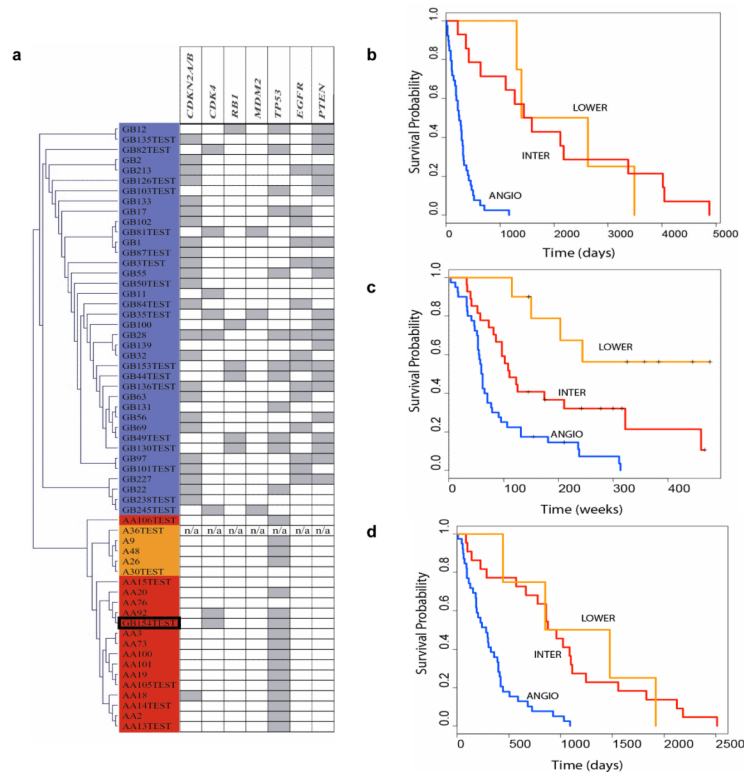 a
CDKN2A/B
CDK4
RB1
MDM2
TP53
EGFR
PTEN
GB12
GB135TEST
GB82TEST
GB2
GB213
GB126TEST
GB103TEST
GB133
GB17
GB102
GB81TEST
GB1
GB87TEST
GB3TEST
GB55
GB50TEST
GB11
GB84TEST
GB35TEST
GB100
GB28
GB139
GB32
GB153TEST
GB44TEST
GB136TEST
GB63
GB131
GB56
GB69
GB49TEST
GB130TEST
GB97
GB101TEST
GB227
GB22
GB238TEST
GB245TEST
AA106TEST
A36TEST n/a n/a n/a n/a n/a n/a n/a
A9
A48
A26
A30TEST
AA15TEST
AA20
AA76
AA92
GB154TEST
AA3
AA73
AA100
AA101
AA19
AA105TEST
AA18
AA14TEST
AA2
AA13TEST
b
Survival Probability
1.0
0.8
0.6
0.4
0.2
0.0
LOWER
INTER
ANGIO
0 1000 2000 3000 4000 5000
Time (days)
c
Survival Probability
1.0
0.8
0.6
0.4
0.2
0.0
LOWER
INTER
ANGIO
0 100 200 300 400
Time (weeks)
d
Survival Probability
1.0
0.8
0.6
0.4
0.2
0.0
LOWER
INTER
ANGIO
0 500 1000 1500 2000 2500
Time (days)